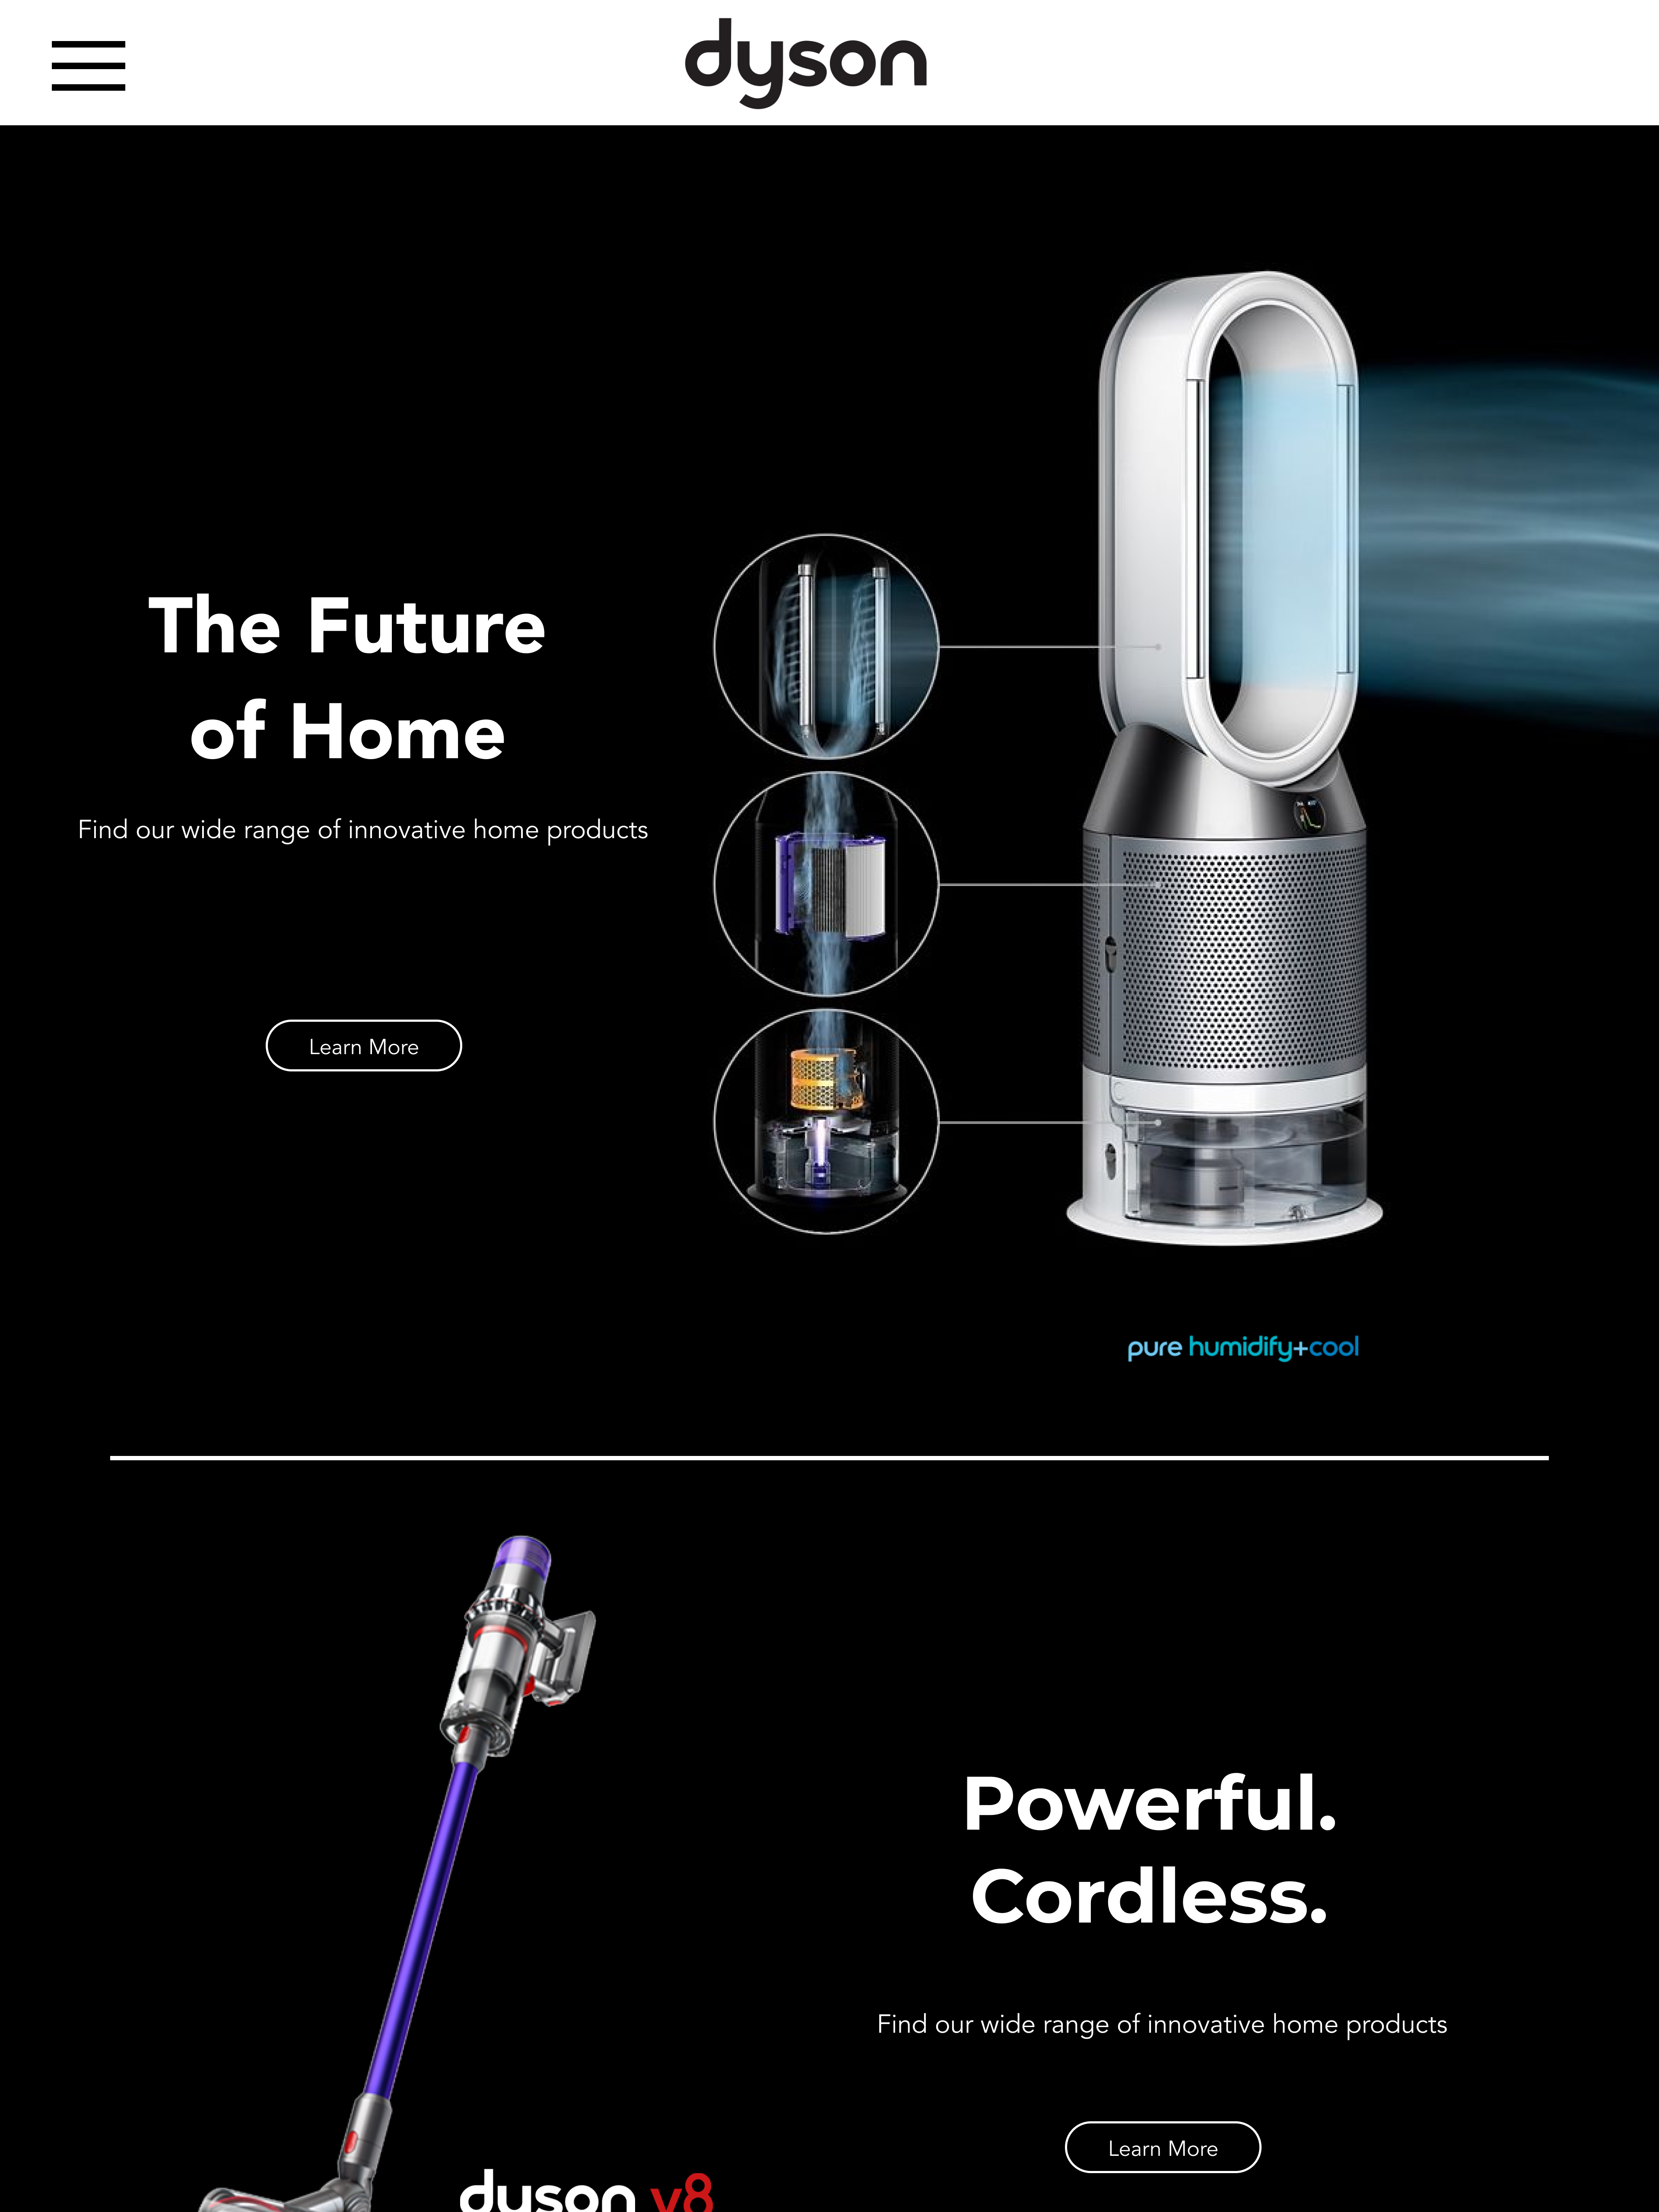 dyson
The Future
of Home
Find our wide range of innovative home products
Learn More
pure humidify+cool
Powerful.
Cordless.
Find our wide range of innovative home products
Learn More
dyson v8